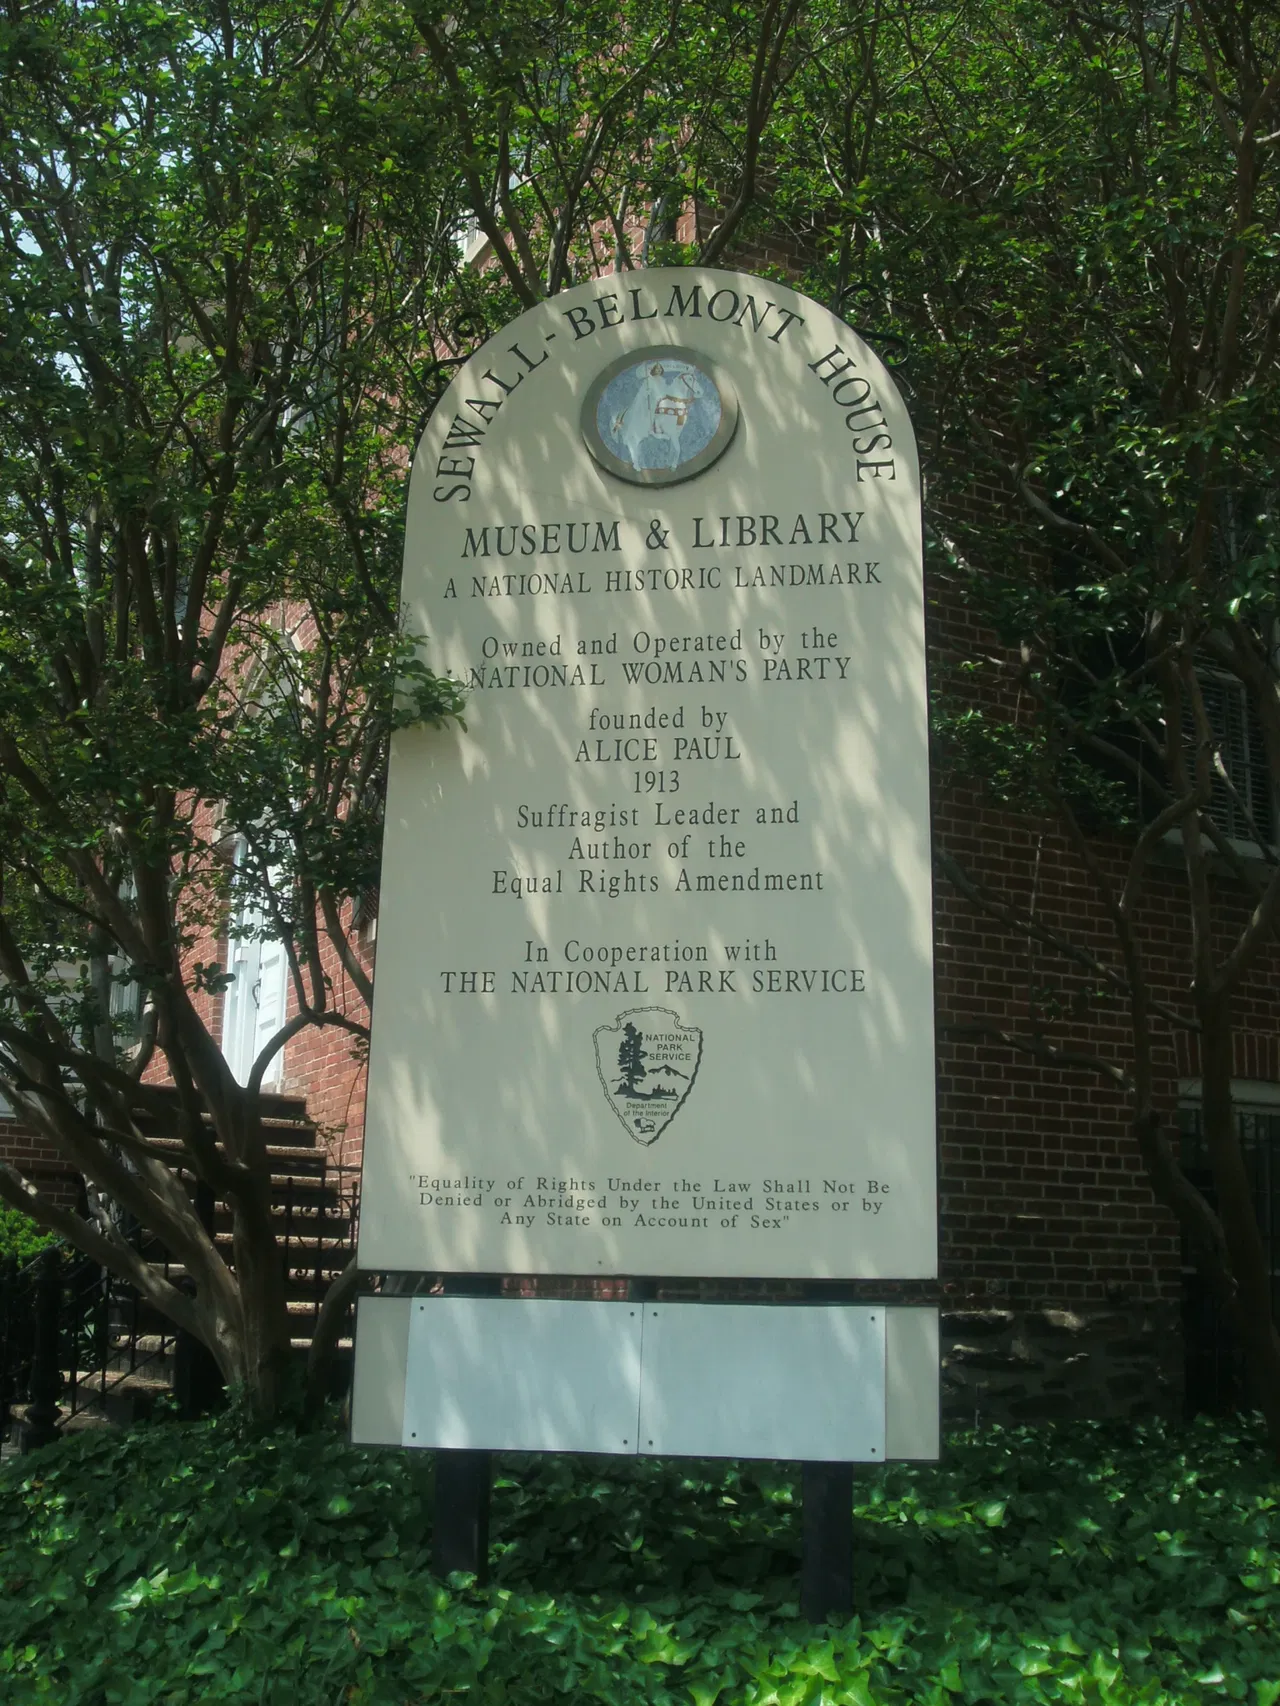 SEWALL-BELMONT HOUSE
MUSEUM & LIBRARY
A NATIONAL HISTORIC LANDMARK
Owned and Operated by the
NATIONAL WOMAN'S PARTY
founded by
ALICE PAUL
1913
Suffragist Leader and
Author of the
Equal Rights Amendment
In Cooperation with
THE NATIONAL PARK SERVICE
NATIONAL
PARK
SERVICE
Department
of the Interior
"Equality of Rights Under the Law Shall Not Be
Denied or Abridged by the United States or by
Any State on Account of Sex"